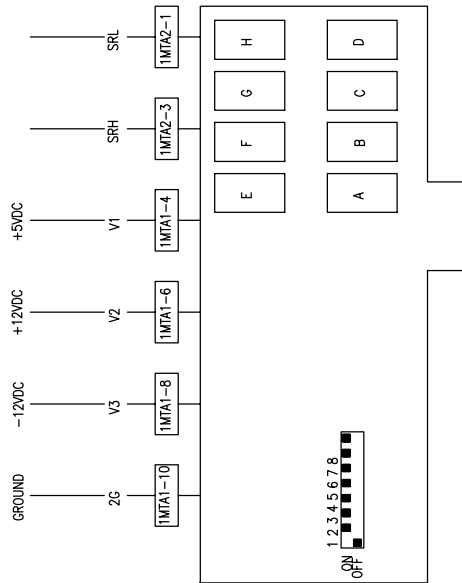 SRL
1MTA2-1
SRH
1MTA2-3
+5VDC
V1
1MTA1-4
+12VDC
V2
1MTA1-6
-12VDC
V3
1MTA1-8
GROUND
2G
1MTA1-10
H
D
G
C
F
B
E
A
1 2 3 4 5 6 7 8
ON
OFF